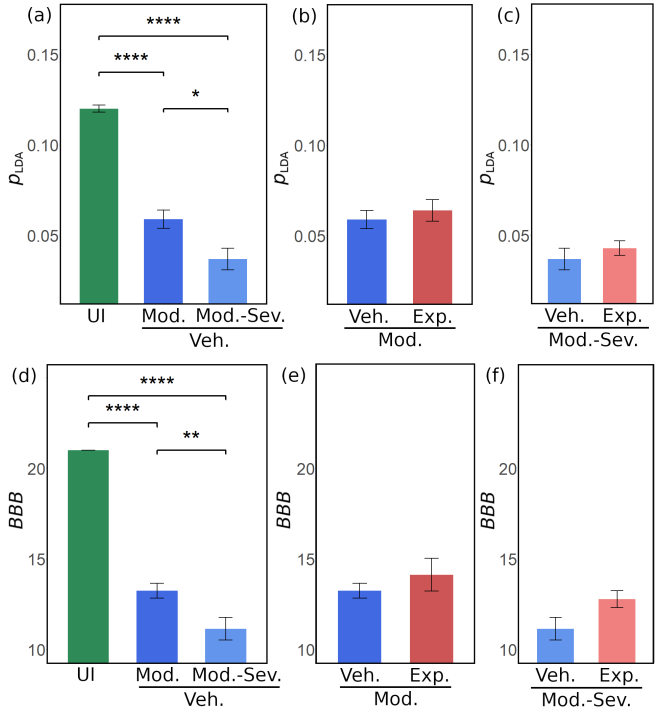 (a)
****
****
*
0.15
0.10
0.05
pLDA
UI
Mod.
Mod.-Sev.
Veh.
(b)
0.15
0.10
0.05
pLDA
Veh.
Exp.
Mod.
(c)
0.15
0.10
0.05
pLDA
Veh.
Exp.
Mod.-Sev.
(d)
****
****
**
20
15
10
BBB
UI
Mod.
Mod.-Sev.
Veh.
(e)
20
15
10
BBB
Veh.
Exp.
Mod.
(f)
20
15
10
BBB
Veh.
Exp.
Mod.-Sev.